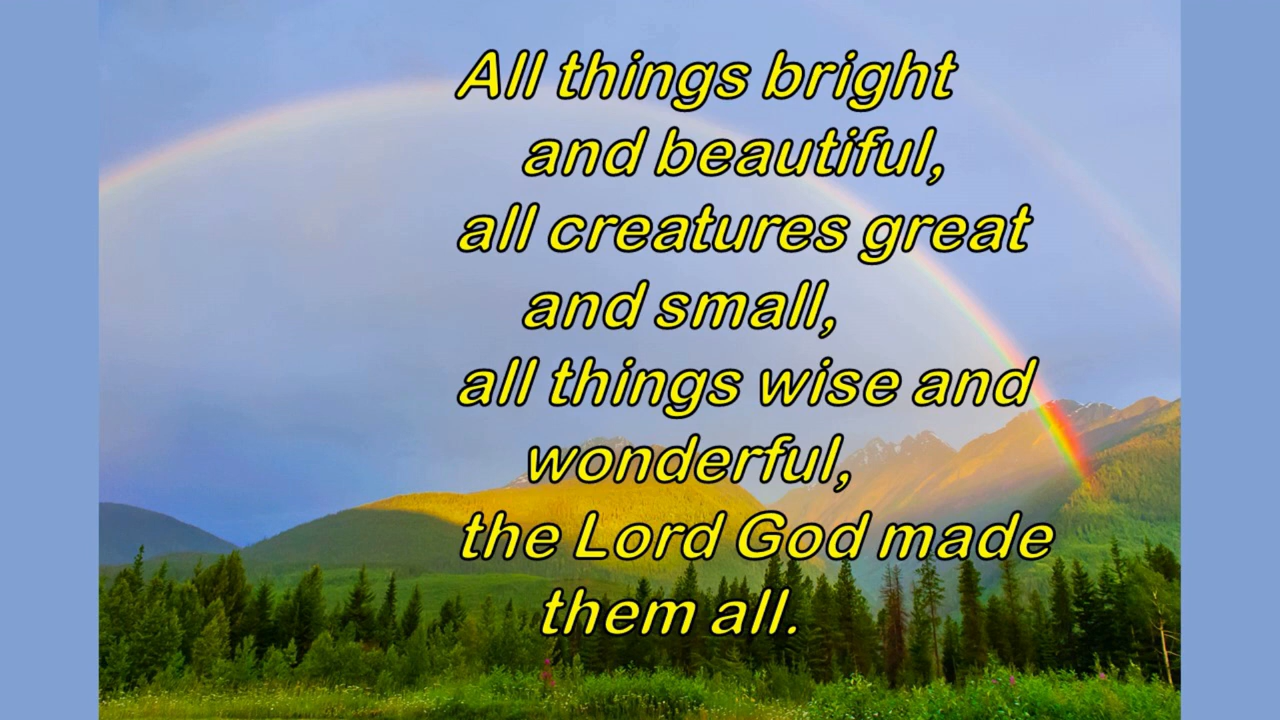 All things bright
and beautiful,
all creatures great
and small,
all things wise and
wonderful,
the Lord God made
them all.